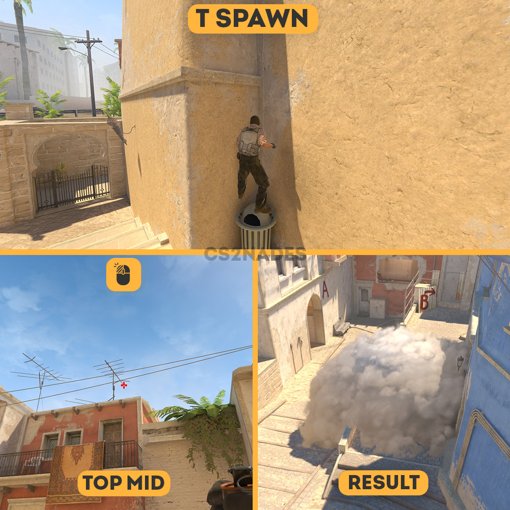 T SPAWN
CS2NADES
TOP MID
RESULT
A
B